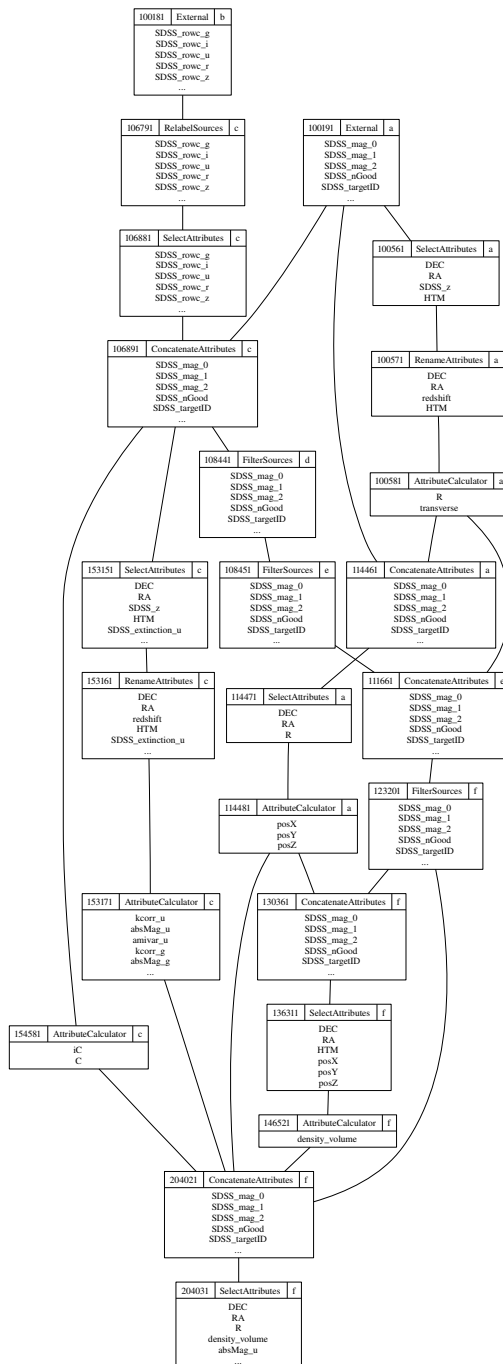 100181 External b
SDSS_rowc_g
SDSS_rowc_i
SDSS_rowc_u
SDSS_rowc_r
SDSS_rowc_z
...
106791 RelabelSources c
SDSS_rowc_g
SDSS_rowc_i
SDSS_rowc_u
SDSS_rowc_r
SDSS_rowc_z
...
100191 External a
SDSS_mag_0
SDSS_mag_1
SDSS_mag_2
SDSS_nGood
SDSS_targetID
...
106881 SelectAttributes c
SDSS_rowc_g
SDSS_rowc_i
SDSS_rowc_u
SDSS_rowc_r
SDSS_rowc_z
...
100561 SelectAttributes a
DEC
RA
SDSS_z
HTM
106891 ConcatenateAttributes c
SDSS_mag_0
SDSS_mag_1
SDSS_mag_2
SDSS_nGood
SDSS_targetID
...
100571 RenameAttributes a
DEC
RA
redshift
HTM
108441 FilterSources d
SDSS_mag_0
SDSS_mag_1
SDSS_mag_2
SDSS_nGood
SDSS_targetID
...
100581 AttributeCalculator a
R
transverse
153151 SelectAttributes c
DEC
RA
SDSS_z
HTM
SDSS_extinction_u
...
108451 FilterSources e
SDSS_mag_0
SDSS_mag_1
SDSS_mag_2
SDSS_nGood
SDSS_targetID
...
114461 ConcatenateAttributes a
SDSS_mag_0
SDSS_mag_1
SDSS_mag_2
SDSS_nGood
SDSS_targetID
...
153161 RenameAttributes c
DEC
RA
redshift
HTM
SDSS_extinction_u
...
114471 SelectAttributes a
DEC
RA
R
111661 ConcatenateAttributes e
SDSS_mag_0
SDSS_mag_1
SDSS_mag_2
SDSS_nGood
SDSS_targetID
...
114481 AttributeCalculator a
posX
posY
posZ
123201 FilterSources f
SDSS_mag_0
SDSS_mag_1
SDSS_mag_2
SDSS_nGood
SDSS_targetID
...
153171 AttributeCalculator c
kcorr_u
absMag_u
amivar_u
kcorr_g
absMag_g
...
130361 ConcatenateAttributes f
SDSS_mag_0
SDSS_mag_1
SDSS_mag_2
SDSS_nGood
SDSS_targetID
...
136311 SelectAttributes f
DEC
RA
HTM
posX
posY
posZ
154581 AttributeCalculator c
iC
C
146521 AttributeCalculator f
density_volume
204021 ConcatenateAttributes f
SDSS_mag_0
SDSS_mag_1
SDSS_mag_2
SDSS_nGood
SDSS_targetID
...
204031 SelectAttributes f
DEC
RA
R
density_volume
absMag_u
...